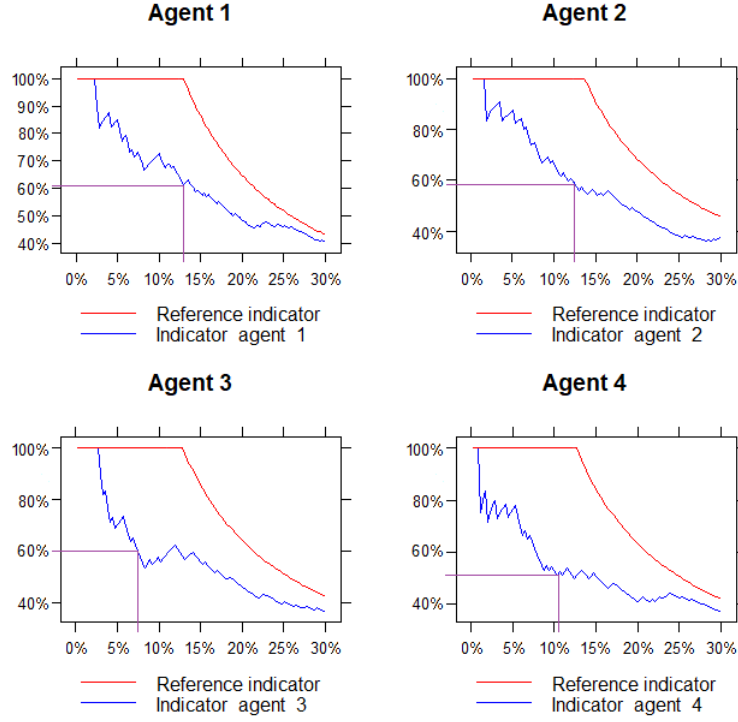 Agent 1
100%
90%
80%
70%
60%
50%
40%
0% 5% 10% 15% 20% 25% 30%
Reference indicator
Indicator agent 1
Agent 2
100%
80%
60%
40%
0% 5% 10% 15% 20% 25% 30%
Reference indicator
Indicator agent 2
Agent 3
100%
80%
60%
40%
0% 5% 10% 15% 20% 25% 30%
Reference indicator
Indicator agent 3
Agent 4
100%
80%
60%
40%
0% 5% 10% 15% 20% 25% 30%
Reference indicator
Indicator agent 4